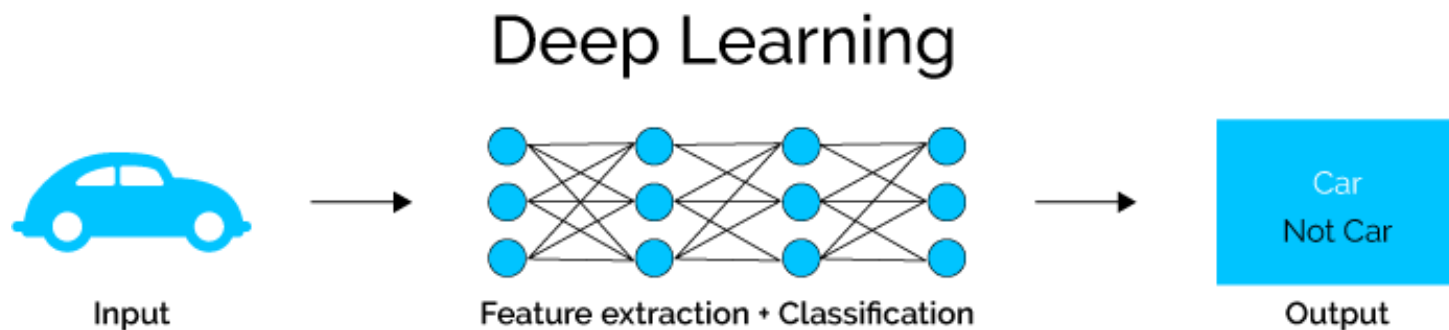 Deep Learning
Car
Not Car
Input
Feature extraction + Classification
Output